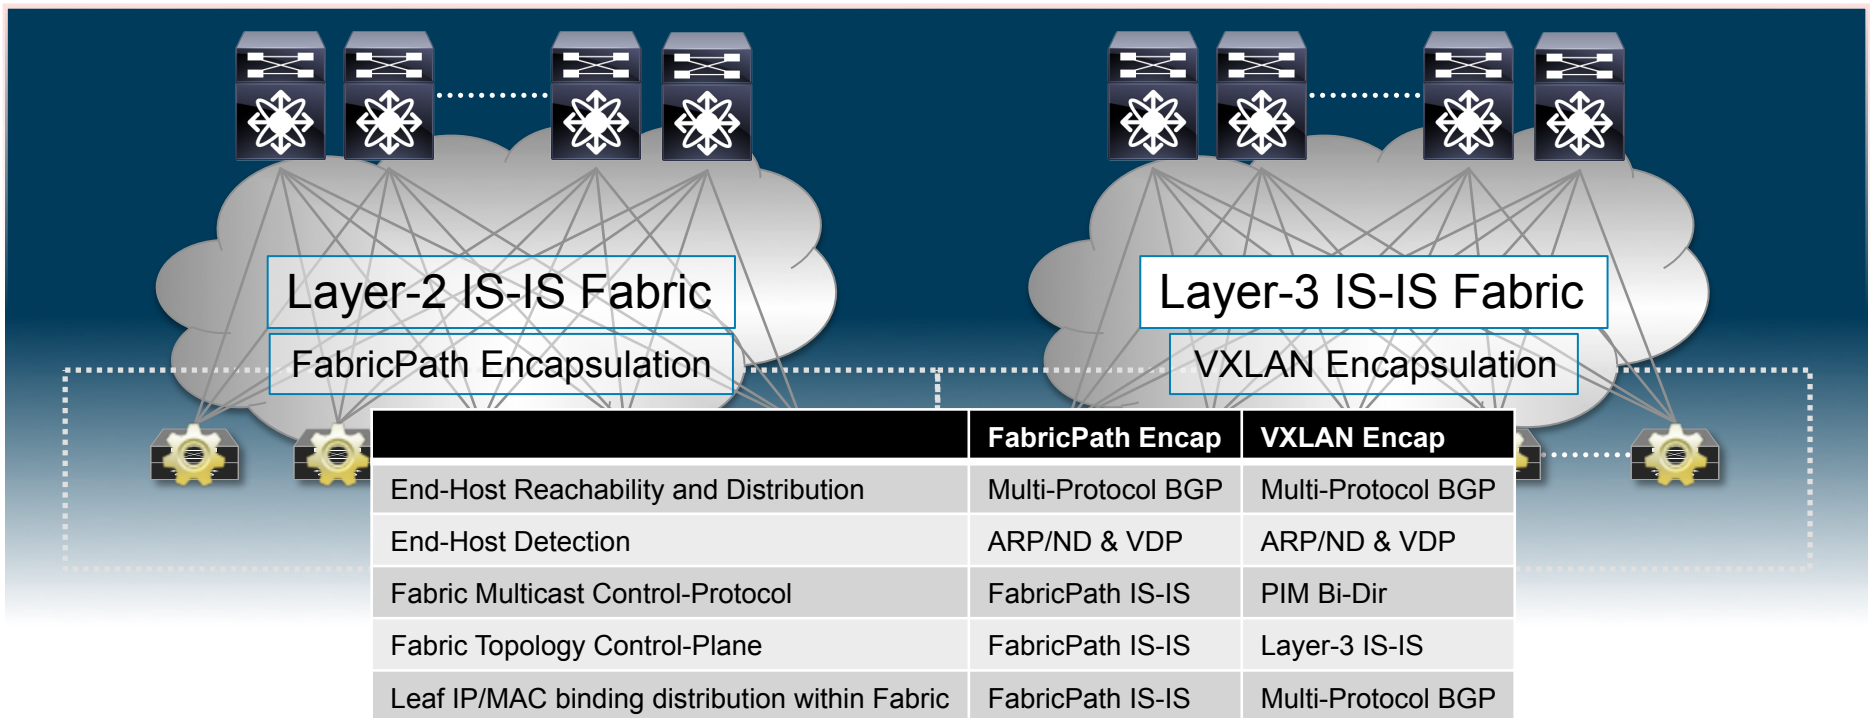 Layer-2 IS-IS Fabric
FabricPath Encapsulation
Layer-3 IS-IS Fabric
VXLAN Encapsulation
FabricPath Encap VXLAN Encap
End-Host Reachability and Distribution Multi-Protocol BGP Multi-Protocol BGP
End-Host Detection ARP/ND & VDP ARP/ND & VDP
Fabric Multicast Control-Protocol FabricPath IS-IS PIM Bi-Dir
Fabric Topology Control-Plane FabricPath IS-IS Layer-3 IS-IS
Leaf IP/MAC binding distribution within Fabric FabricPath IS-IS Multi-Protocol BGP